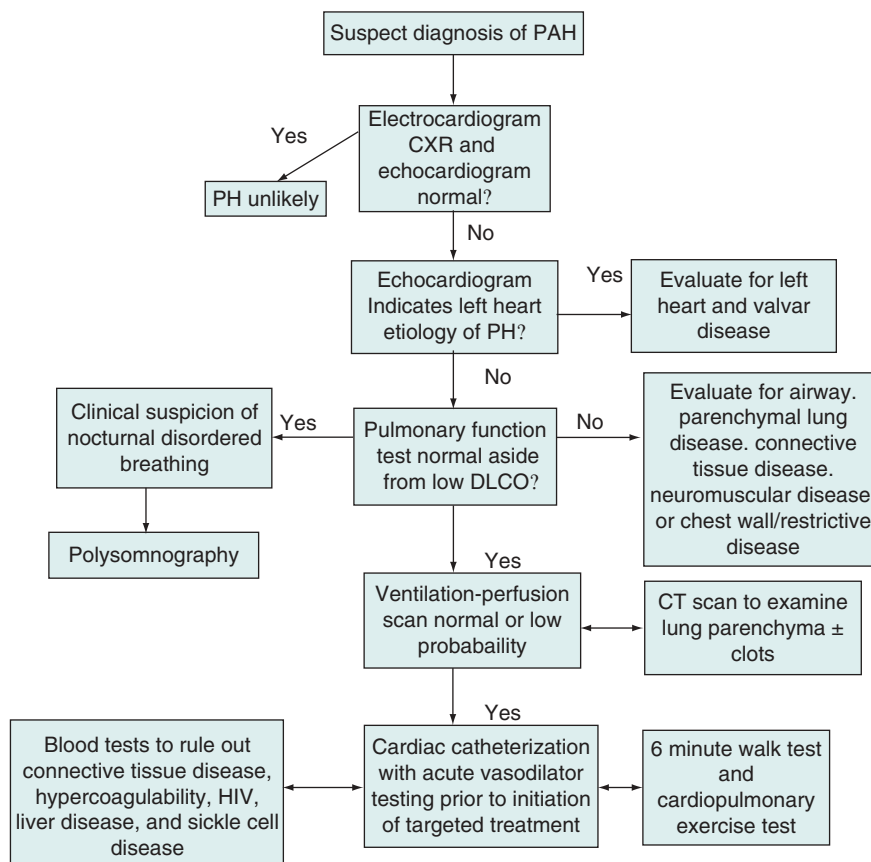 Suspect diagnosis of PAH
Yes
Electrocardiogram
CXR and
echocardiogram
normal?
PH unlikely
No
Echocardiogram
Indicates left heart
etiology of PH?
Yes
Evaluate for left
heart and valvar
disease
No
Clinical suspicion of
nocturnal disordered
breathing
Yes
Pulmonary function
test normal aside
from low DLCO?
No
Evaluate for airway.
parenchymal lung
disease. connective
tissue disease.
neuromuscular disease
or chest wall/restrictive
disease
Polysomnography
Yes
Ventilation-perfusion
scan normal or low
probabaility
CT scan to examine
lung parenchyma ±
clots
Yes
Blood tests to rule out
connective tissue disease,
hypercoagulability, HIV,
liver disease, and sickle cell
disease
Cardiac catheterization
with acute vasodilator
testing prior to initiation
of targeted treatment
6 minute walk test
and
cardiopulmonary
exercise test